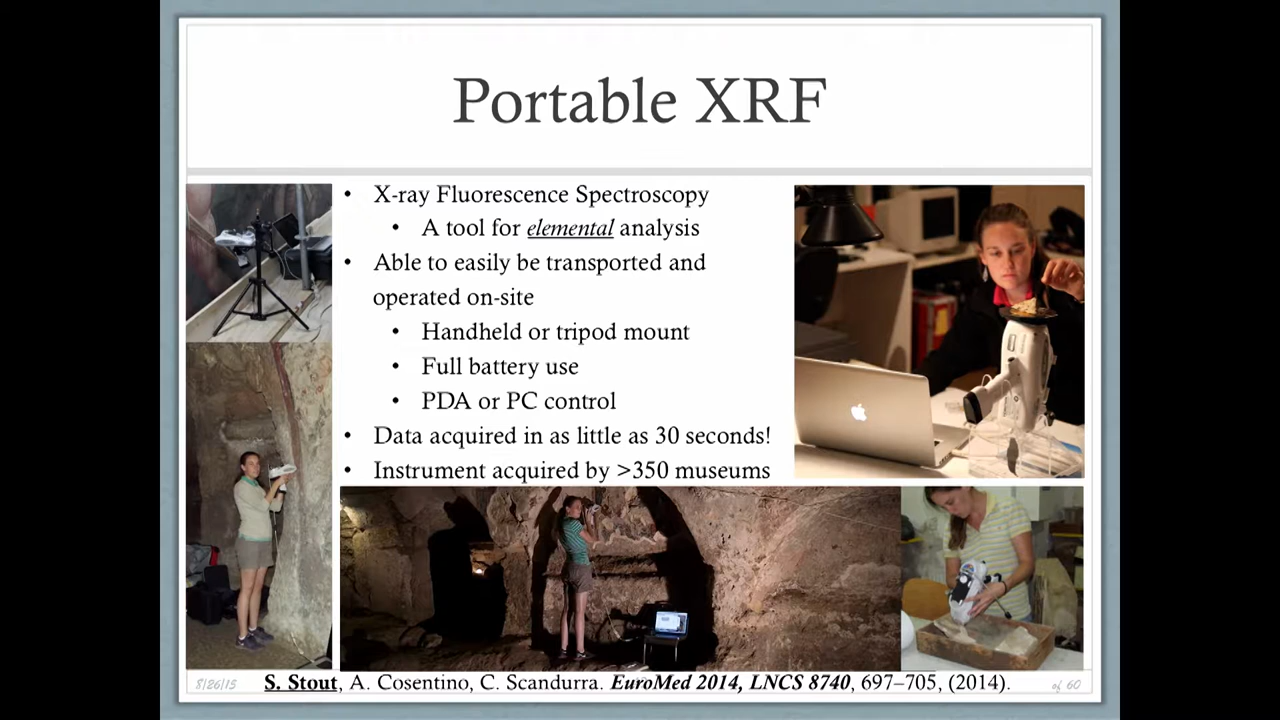 Portable XRF
• X-ray Fluorescence Spectroscopy
• A tool for elemental analysis
• Able to easily be transported and
operated on-site
• Handheld or tripod mount
• Full battery use
• PDA or PC control
• Data acquired in as little as 30 seconds!
• Instrument acquired by >350 museums
8/26/15
S. Stout, A. Cosentino, C. Scandurra. EuroMed 2014, LNCS 8740, 697–705, (2014).
of 60